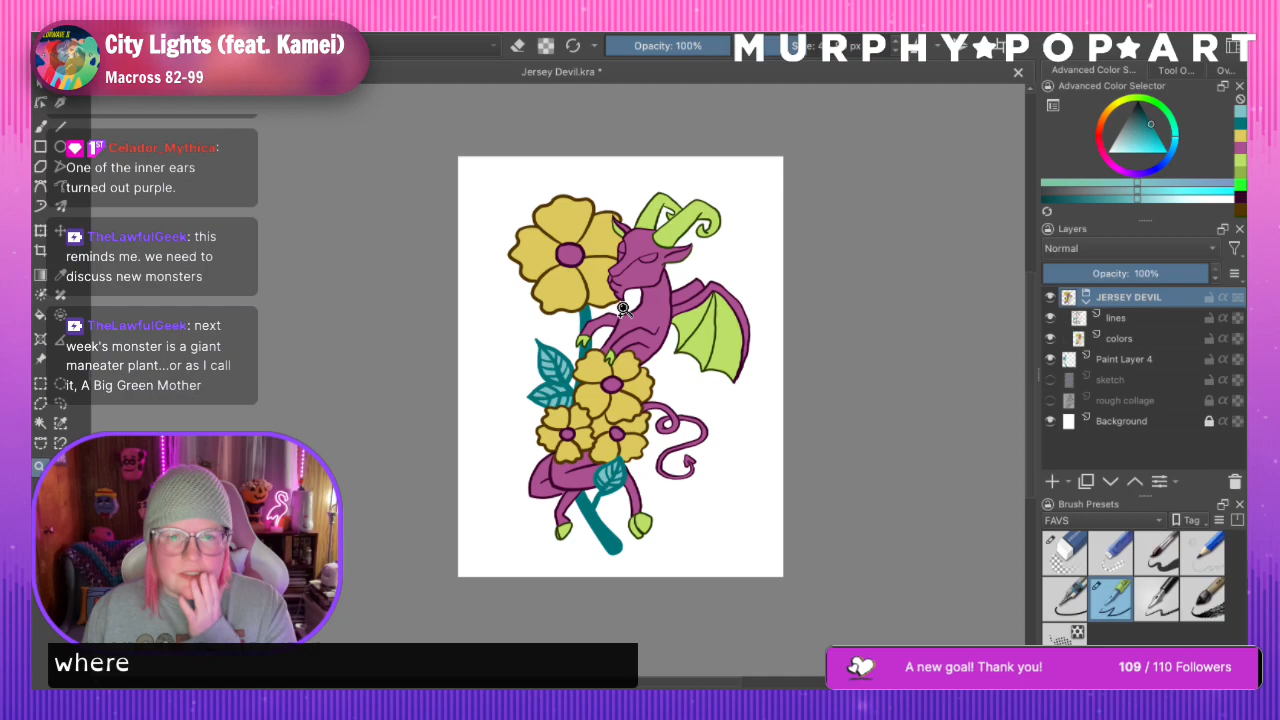 City Lights (feat. Kamei)
Macross 82-99
MURPHY★POP★ART
Opacity: 100%
Jersey Devil.kra *
Advanced Color S...
Tool O...
Ov...
Advanced Color Selector
Celador_Mythica:
One of the inner ears
turned out purple.
TheLawfulGeek: this
reminds me. we need to
discuss new monsters
TheLawfulGeek: next
week's monster is a giant
maneater plant...or as I call
it, A Big Green Mother
Layers
Normal
Opacity: 100%
JERSEY DEVIL
lines
colors
Paint Layer 4
sketch
rough collage
Background
Brush Presets
FAVS
Tag
where
A new goal! Thank you!
109 / 110 Followers